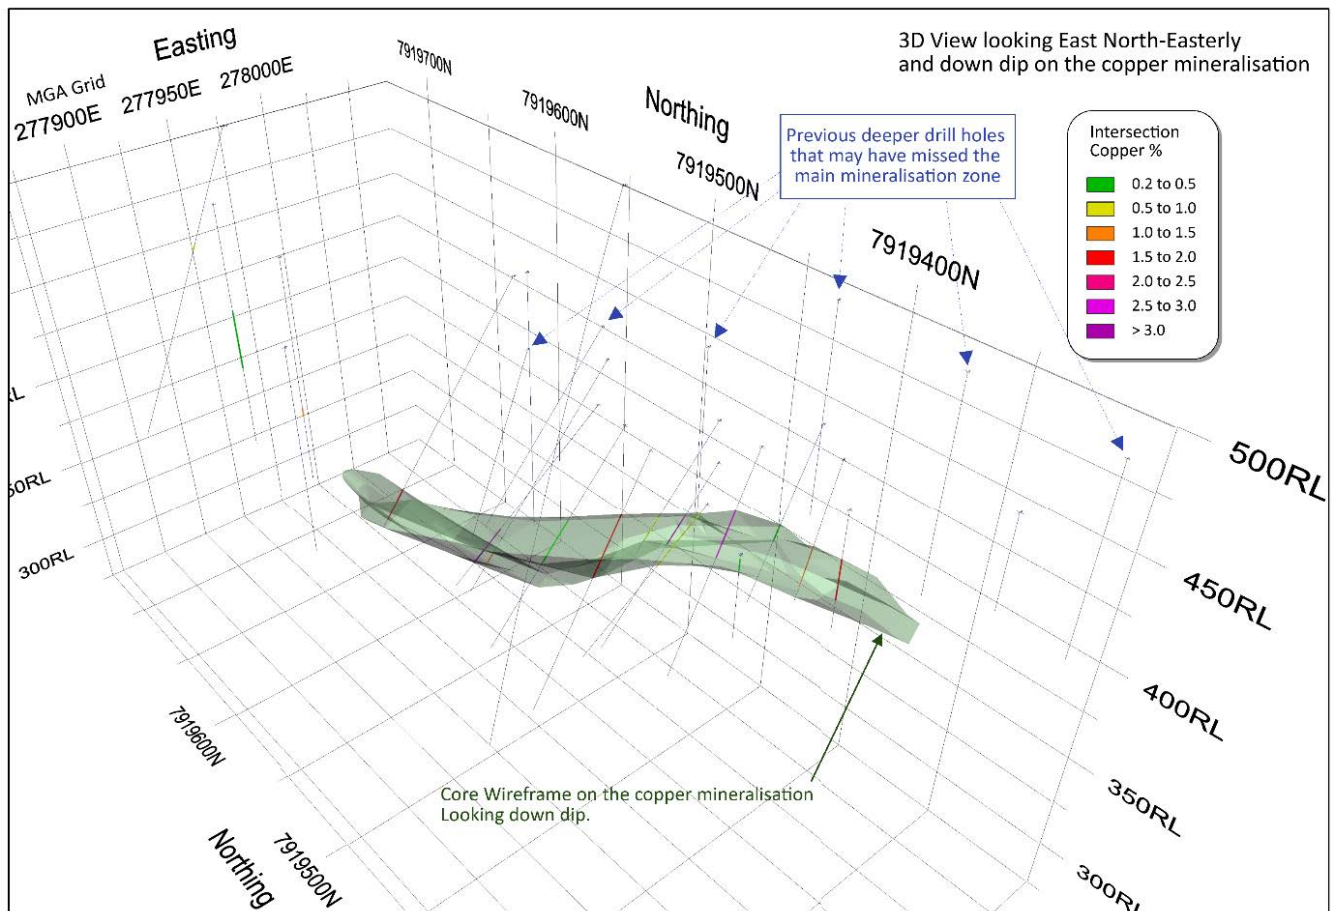 Easting
MGA Grid
277900E
277950E
278000E
7919700N
7919600N
Northing
7919500N
7919400N
3D View looking East North-Easterly
and down dip on the copper mineralisation
Previous deeper drill holes
that may have missed the
main mineralisation zone
Intersection
Copper %
0.2 to 0.5
0.5 to 1.0
1.0 to 1.5
1.5 to 2.0
2.0 to 2.5
2.5 to 3.0
> 3.0
500RL
450RL
400RL
350RL
300RL
RL
50RL
300RL
7919600N
Northing
7919500N
Core Wireframe on the copper mineralisation
Looking down dip.